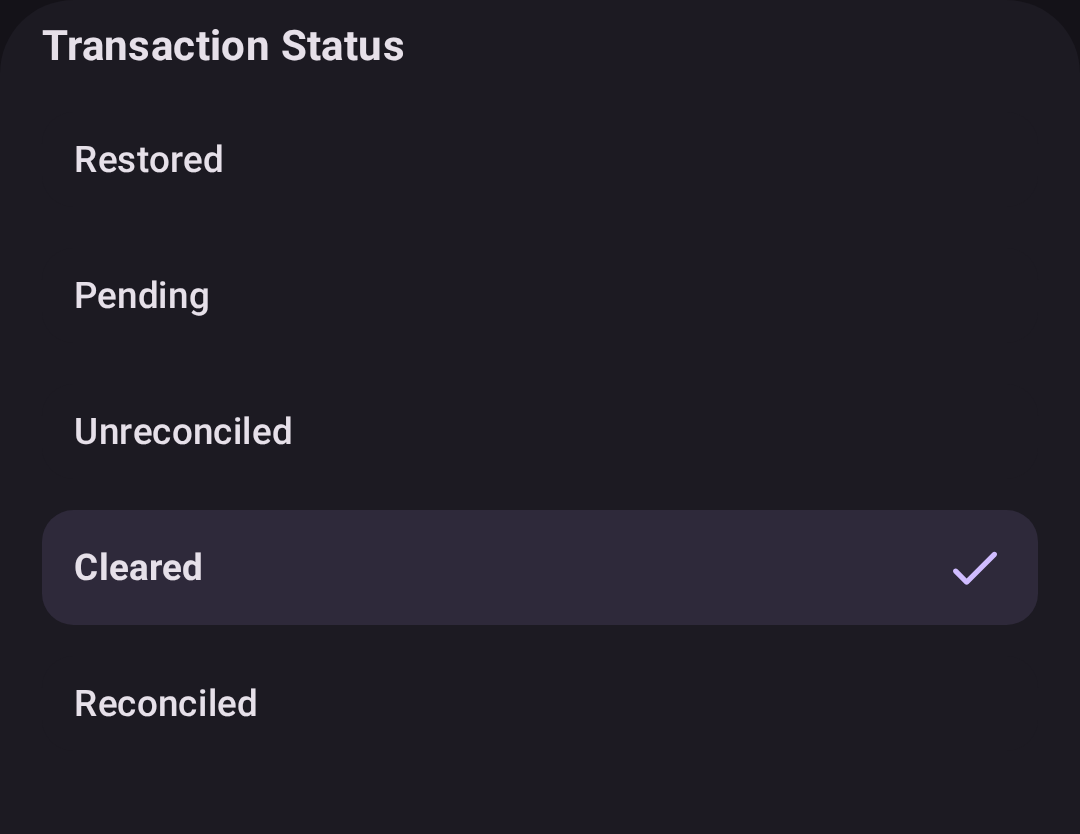 Transaction Status
Restored
Pending
Unreconciled
Cleared
Reconciled